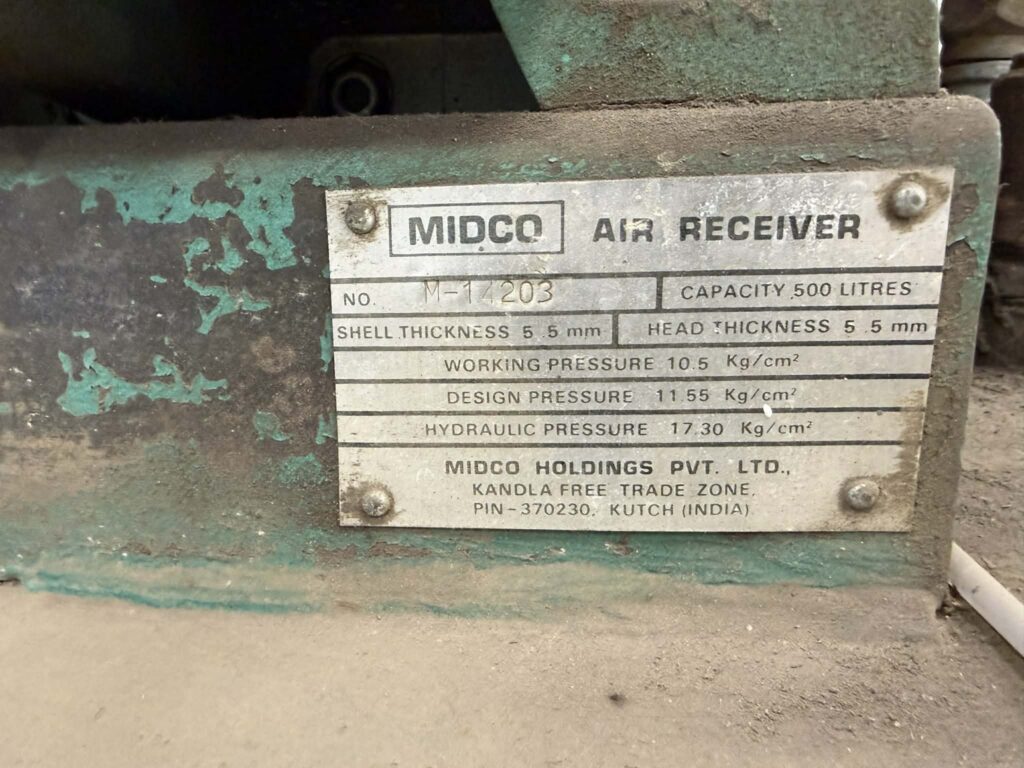 MIDCO AIR RECEIVER
NO. M-14203 CAPACITY 500 LITRES
SHELL THICKNESS 5.5 mm HEAD THICKNESS 5.5 mm
WORKING PRESSURE 10.5 Kg/cm²
DESIGN PRESSURE 11.55 Kg/cm²
HYDRAULIC PRESSURE 17.30 Kg/cm²
MIDCO HOLDINGS PVT. LTD.,
KANDLA FREE TRADE ZONE.
PIN-370230, KUTCH (INDIA)